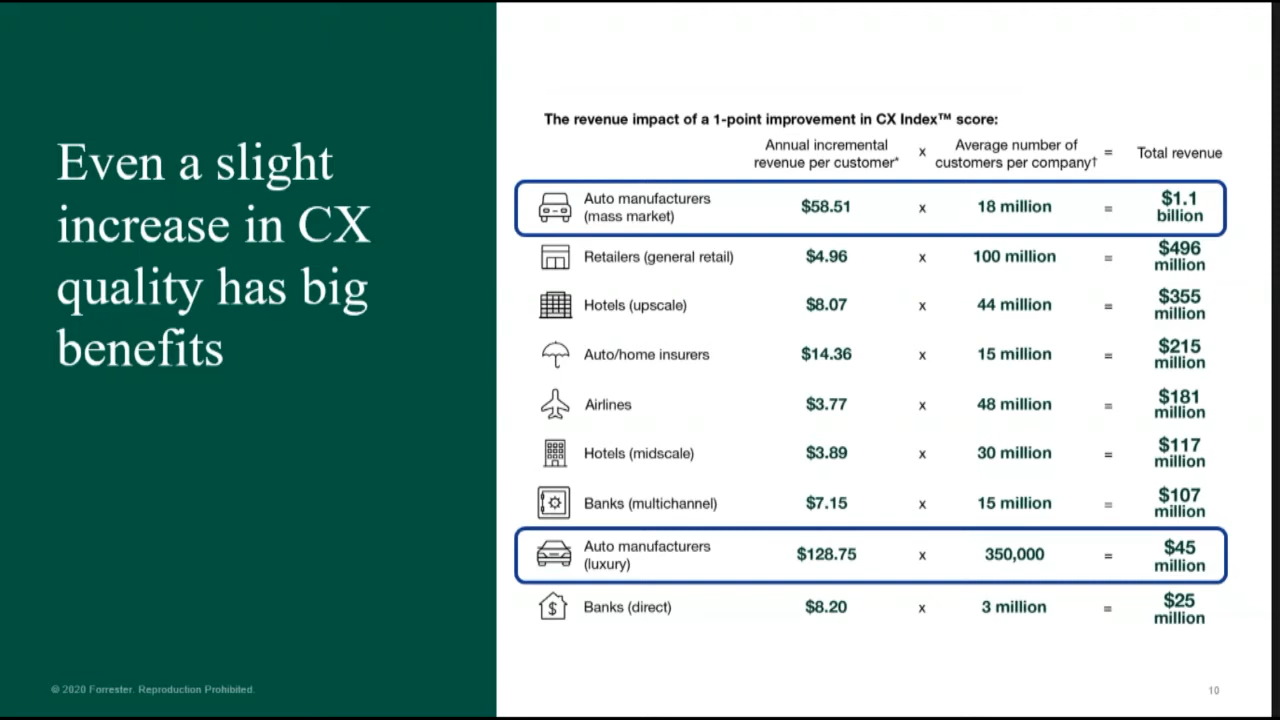 Even a slight
increase in CX
quality has big
benefits
The revenue impact of a 1-point improvement in CX Index™ score:
Annual incremental
revenue per customer*
x
Average number of
customers per company†
=
Total revenue
Auto manufacturers
(mass market)
$58.51 x 18 million = $1.1
billion
Retailers (general retail) $4.96 x 100 million = $496
million
Hotels (upscale) $8.07 x 44 million = $355
million
Auto/home insurers $14.36 x 15 million = $215
million
Airlines $3.77 x 48 million = $181
million
Hotels (midscale) $3.89 x 30 million = $117
million
Banks (multichannel) $7.15 x 15 million = $107
million
Auto manufacturers
(luxury)
$128.75 x 350,000 = $45
million
Banks (direct) $8.20 x 3 million = $25
million
© 2020 Forrester. Reproduction Prohibited.
10